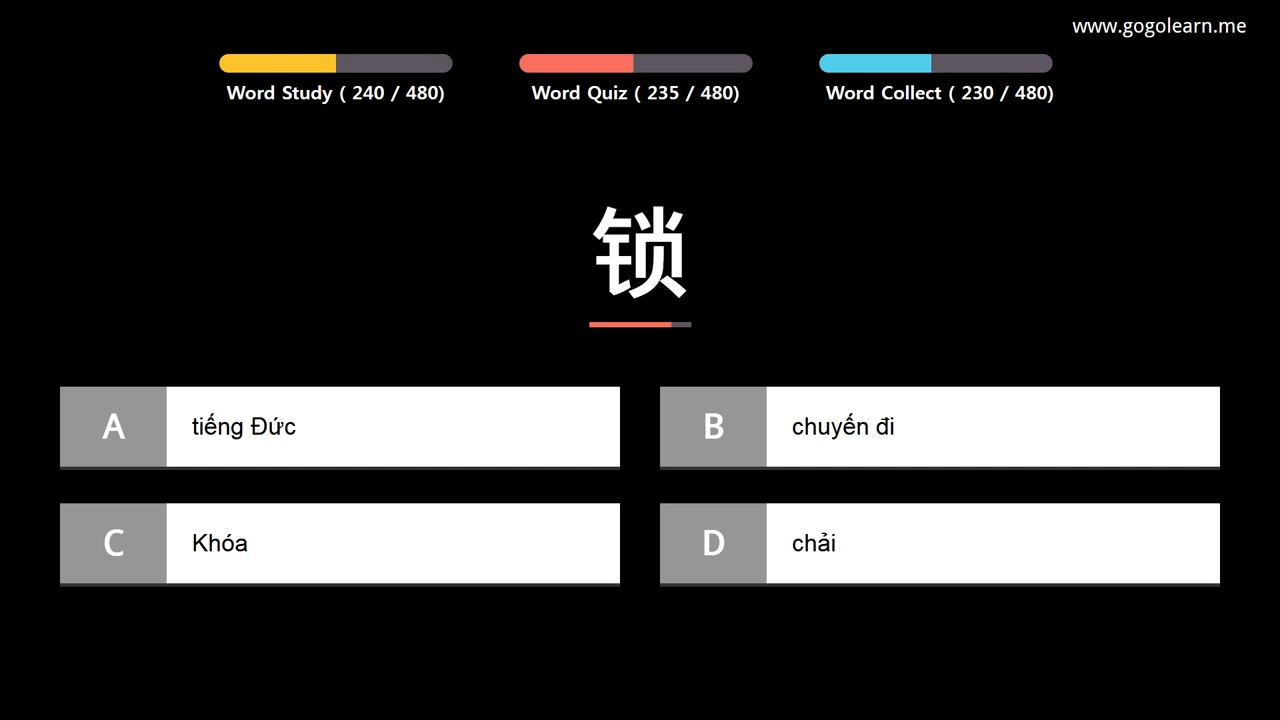 www.gogolearn.me
Word Study ( 240 / 480)
Word Quiz ( 235 / 480)
Word Collect ( 230 / 480)
锁
A tiếng Đức
B chuyến đi
C Khóa
D chải